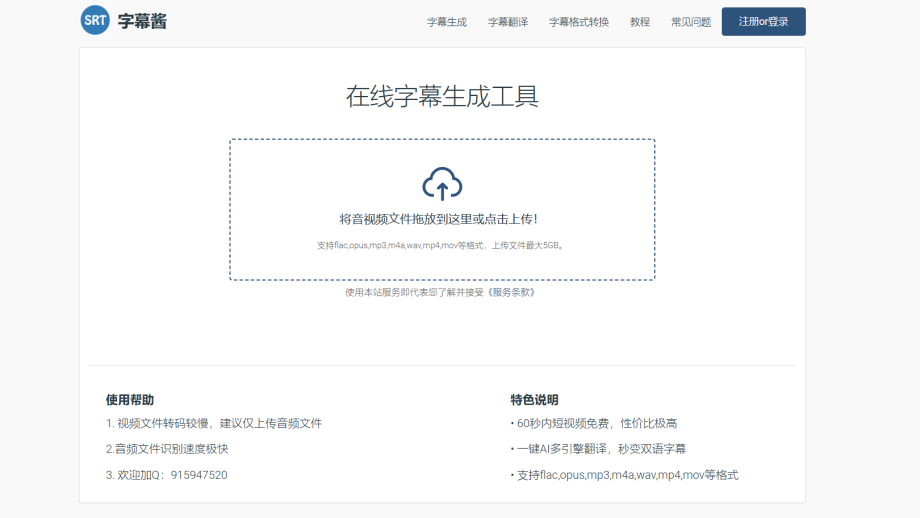 SRT 字幕酱
字幕生成 字幕翻译 字幕格式转换 教程 常见问题 注册or登录
在线字幕生成工具
将音视频文件拖放到这里或点击上传！
支持flac,opus,mp3,m4a,wav,mp4,mov等格式，上传文件最大5GB。
使用本站服务即代表您了解并接受《服务条款》
使用帮助
1. 视频文件转码较慢，建议仅上传音频文件
2.音频文件识别速度极快
3. 欢迎加Q：915947520
特色说明
• 60秒内短视频免费，性价比极高
• 一键AI多引擎翻译，秒变双语字幕
• 支持flac,opus,mp3,m4a,wav,mp4,mov等格式